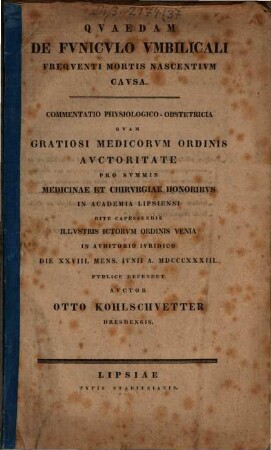 QVAEDAM
DE FVNICVLO VMBILICALI
FREQVENTI MORTIS NASCENTIVM
CAVSA.
COMMENTATIO PHYSIOLOGICO-OBSTETRICIA
QVAM
GRATIOSI MEDICORVM ORDINIS
AVCTORITATE
PRO SVMMIS
MEDICINAE ET CHIRVRGIAE HONORIBVS
IN ACADEMIA LIPSIENSI
RITE CAPESSENDIS
ILLVSTRIS ICTORVM ORDINIS VENIA
IN AVDITORIO IVRIDICO
DIE XXVIII. MENS. IVNII A. MDCCCXXXIII.
PVBLICE DEFENDET
AVCTOR
OTTO KOHLSCHVETTER
DRESDENSIS.
LIPSIAE
TYPIS STARITZIANIS.